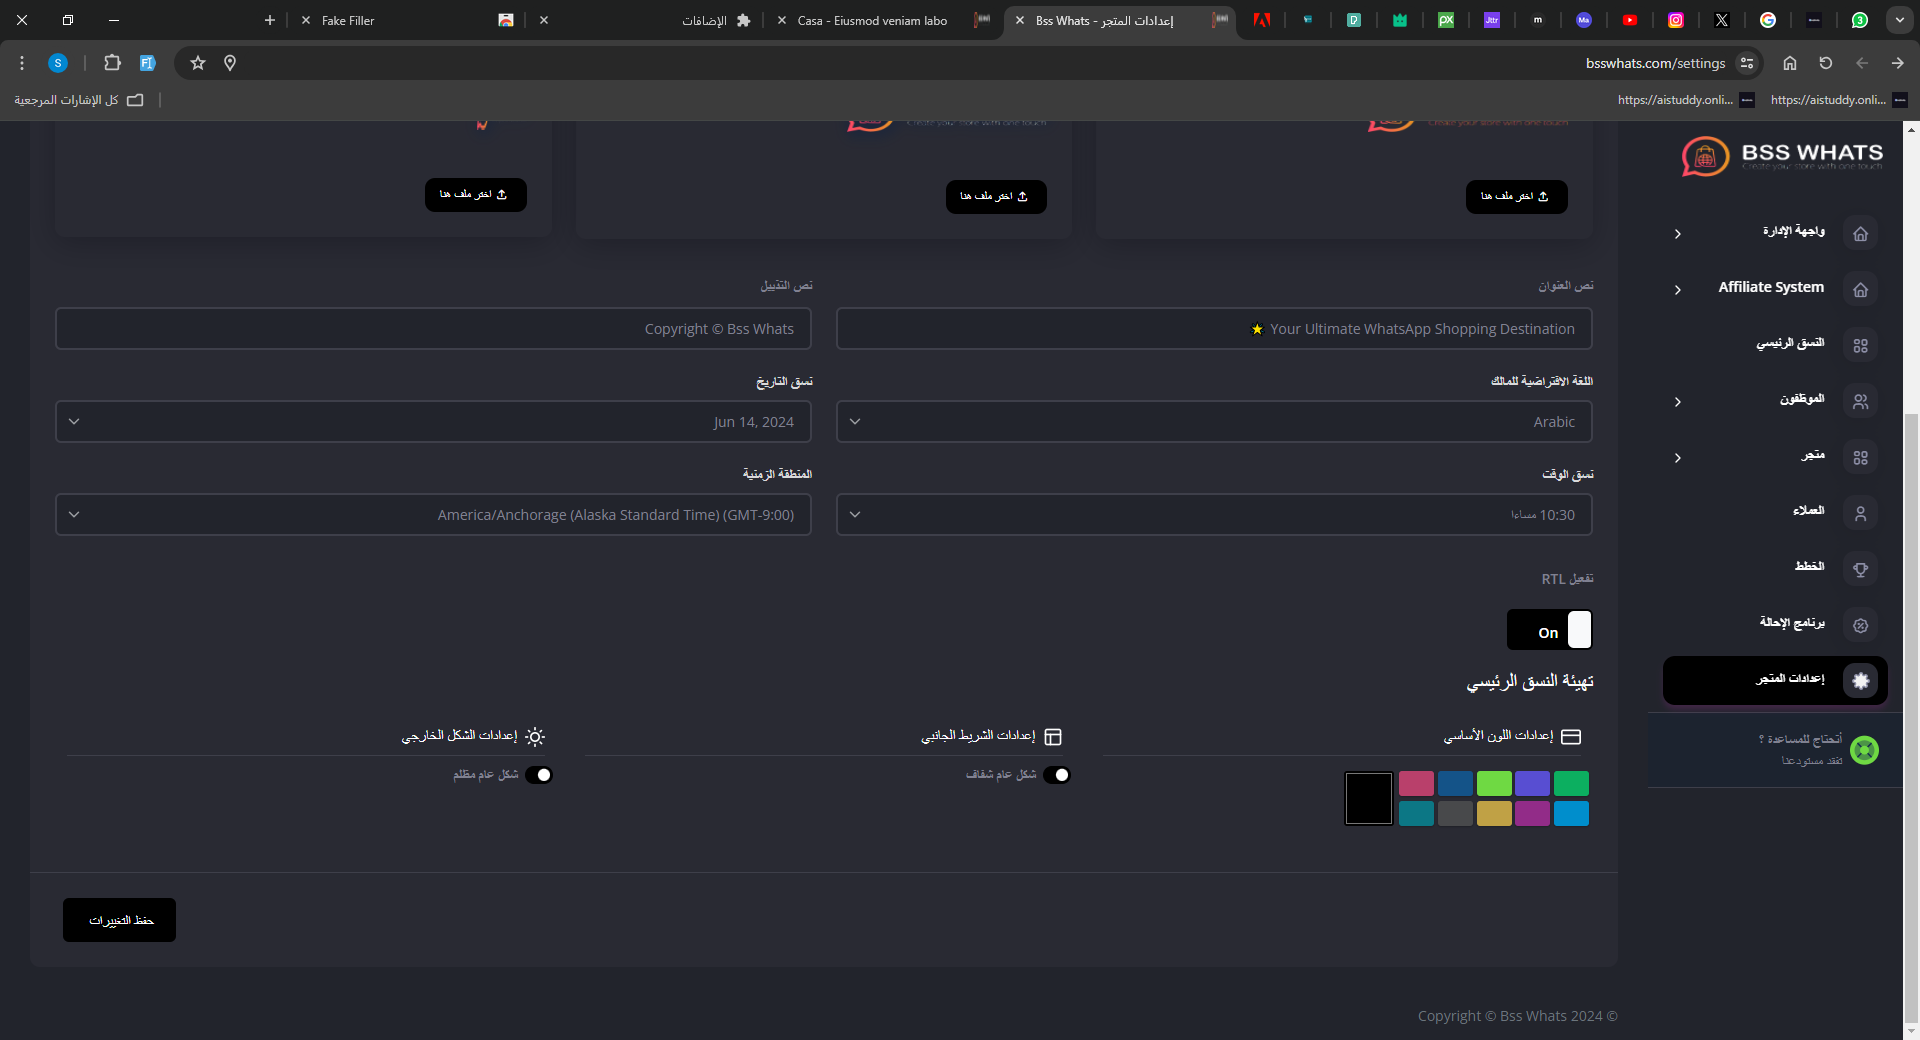 Fake Filler
الإضافات
Casa - Eiusmod veniam labo
إعدادات المتجر - Bss Whats
bsswhats.com/settings
كل الإشارات المرجعية
https://aistuddy.onli...
https://aistuddy.onli...
BSS WHATS
Create your store with one touch
اختر ملف هنا
اختر ملف هنا
اختر ملف هنا
واجهة الإدارة
Affiliate System
النسق الرئيسي
الموظفون
متجر
العملاء
الخطط
برنامج الإحالة
إعدادات المتجر
أتحتاج للمساعدة ؟
تفقد مستودعنا
نص العنوان
نص التذييل
Your Ultimate WhatsApp Shopping Destination ⭐
Copyright © Bss Whats
اللغة الافتراضية للمالك
نسق التاريخ
Arabic
Jun 14, 2024
نسق الوقت
المنطقة الزمنية
10:30 مساءا
America/Anchorage (Alaska Standard Time) (GMT-9:00)
تفعيل RTL
On
تهيئة النسق الرئيسي
إعدادات اللون الأساسي
إعدادات الشريط الجانبي
إعدادات الشكل الخارجي
شكل عام شفاف
شكل عام مظلم
حفظ التغييرات
Copyright © Bss Whats 2024 ©